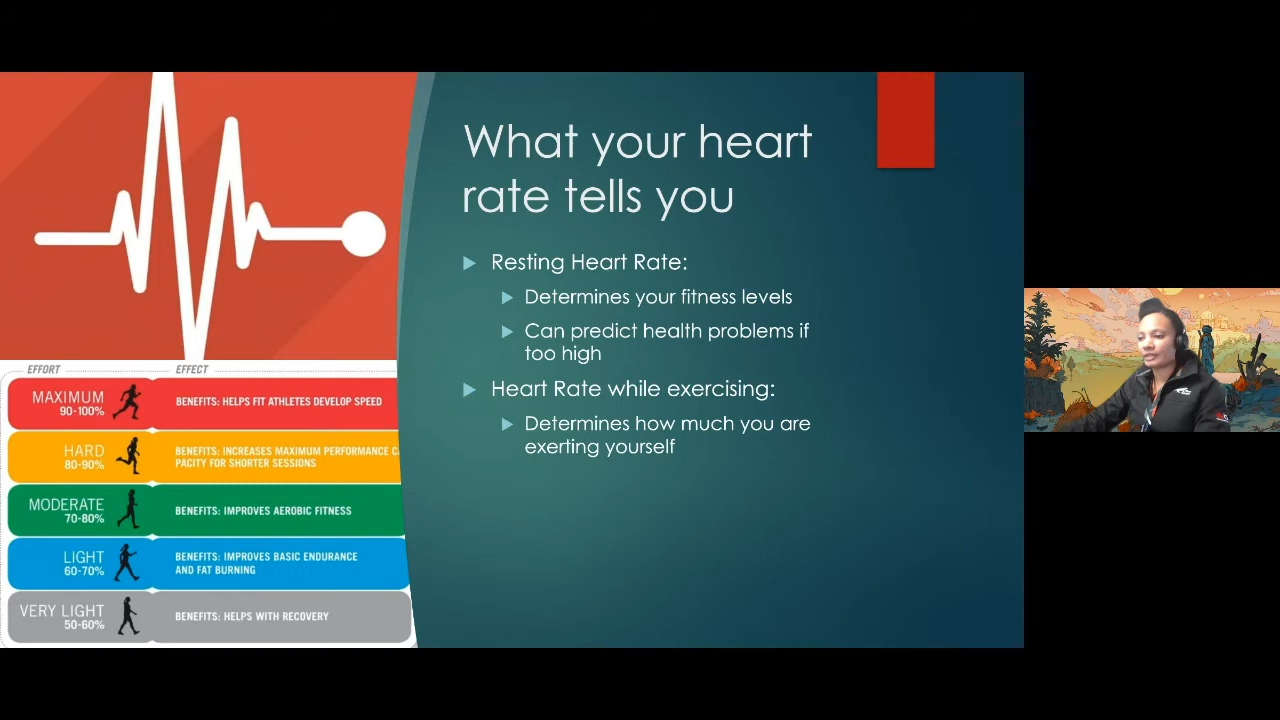 What your heart
rate tells you
Resting Heart Rate:
Determines your fitness levels
Can predict health problems if
too high
Heart Rate while exercising:
Determines how much you are
exerting yourself
EFFORT EFFECT
MAXIMUM
90-100%
BENEFITS: HELPS FIT ATHLETES DEVELOP SPEED
HARD
80-90%
BENEFITS: INCREASES MAXIMUM PERFORMANCE CA
PACITY FOR SHORTER SESSIONS
MODERATE
70-80%
BENEFITS: IMPROVES AEROBIC FITNESS
LIGHT
60-70%
BENEFITS: IMPROVES BASIC ENDURANCE
AND FAT BURNING
VERY LIGHT
50-60%
BENEFITS: HELPS WITH RECOVERY